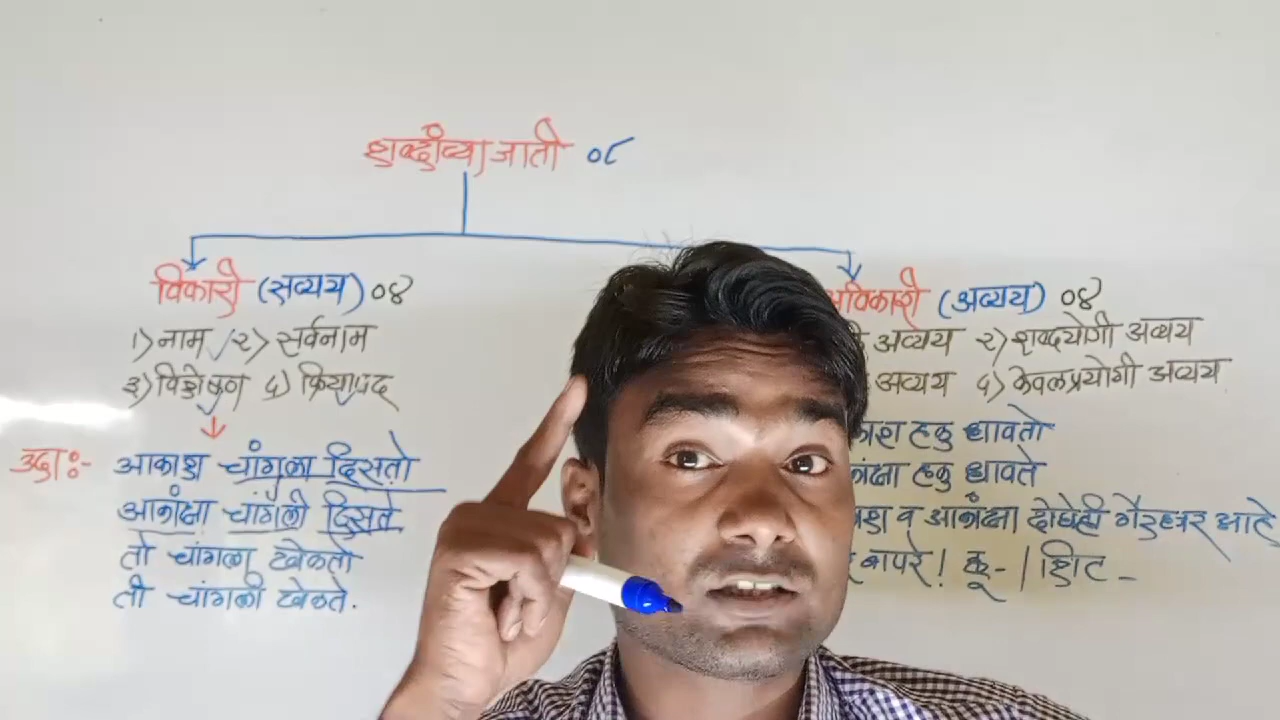 शब्दांच्या जाती ०८
विकारी (सव्यय) ०४
१) नाम २) सर्वनाम
३) विशेषण ४) क्रियापद
उदा:- आकाश चांगला दिसतो
आकांक्षा चांगली दिसते
तो चांगला खेळतो
ती चांगली खेळते.
अविकारी (अव्यय) ०४
अव्यय २) शब्दयोगी अव्यय
अव्यय ४) केवलप्रयोगी अव्यय
हळु धावतो
हळु धावते
व आकांक्षा दोघेही गैरहजर आहे
बापरे!